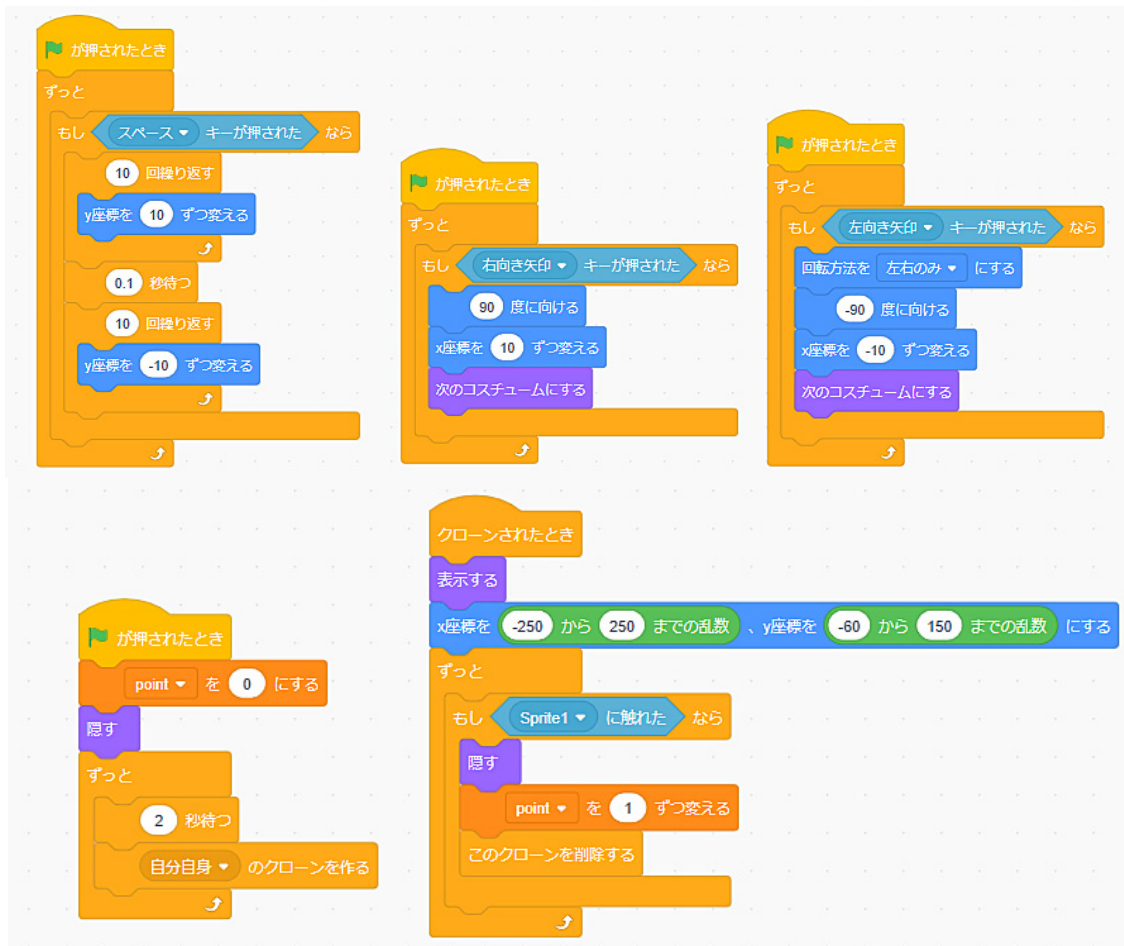 が押されたとき
ずっと
もし スペース キーが押された なら
10 回繰り返す
y座標を 10 ずつ変える
0.1 秒待つ
10 回繰り返す
y座標を -10 ずつ変える
が押されたとき
ずっと
もし 右向き矢印 キーが押された なら
90 度に向ける
x座標を 10 ずつ変える
次のコスチュームにする
が押されたとき
ずっと
もし 左向き矢印 キーが押された なら
回転方法を 左右のみ にする
-90 度に向ける
x座標を -10 ずつ変える
次のコスチュームにする
が押されたとき
point を 0 にする
隠す
ずっと
2 秒待つ
自分自身 のクローンを作る
クローンされたとき
表示する
x座標を -250 から 250 までの乱数 、y座標を -60 から 150 までの乱数 にする
ずっと
もし Sprite1 に触れた なら
隠す
point を 1 ずつ変える
このクローンを削除する